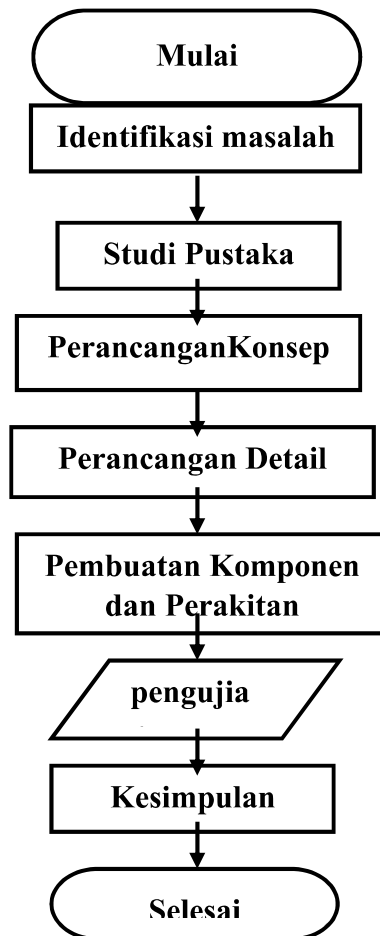 Mulai
Identifikasi masalah
Studi Pustaka
PerancanganKonsep
Perancangan Detail
Pembuatan Komponen
dan Perakitan
pengujia
Kesimpulan
Selesai